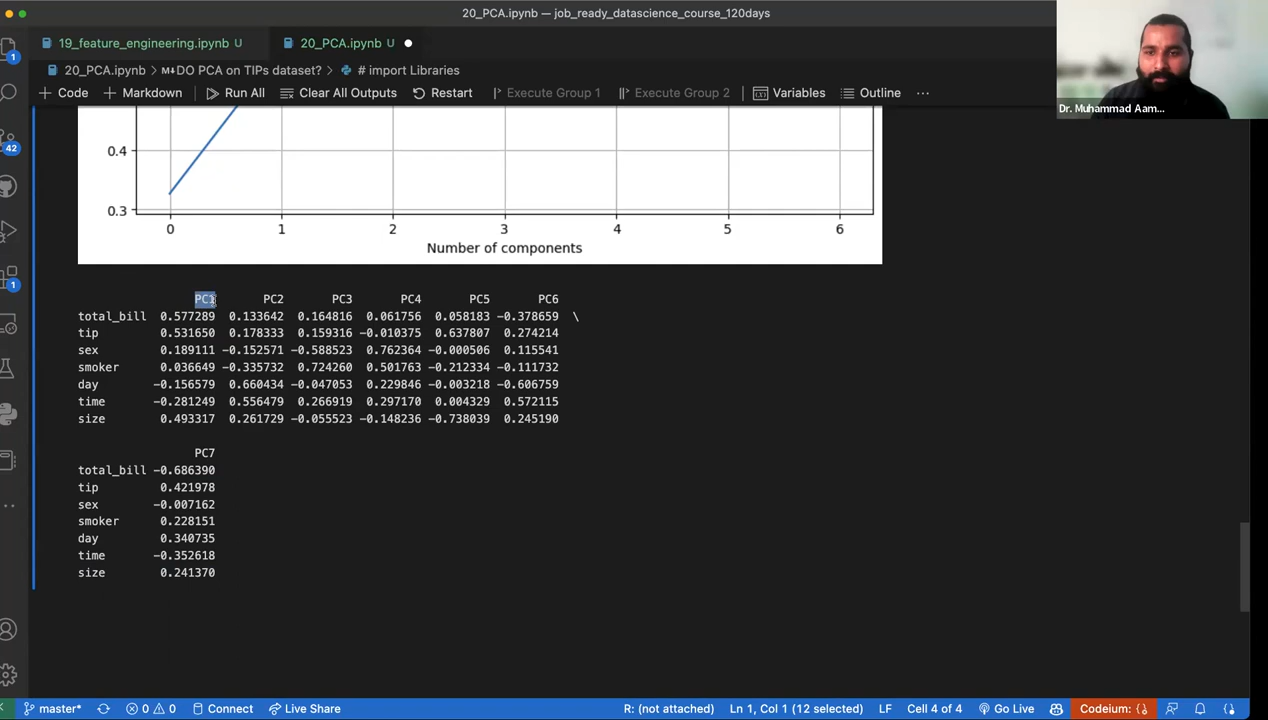 20_PCA.ipynb — job_ready_datascience_course_120days
19_feature_engineering.ipynb U
20_PCA.ipynb U
20_PCA.ipynb > M↓DO PCA on TIPs dataset? > # import Libraries
+ Code + Markdown Run All Clear All Outputs Restart Execute Group 1 Execute Group 2 Variables Outline ...
Dr. Muhammad Aam...
1
42
1
0.4
0.3
0 1 2 3 4 5 6
Number of components
PC1 PC2 PC3 PC4 PC5 PC6
total_bill 0.577289 0.133642 0.164816 0.061756 0.058183 -0.378659 \
tip 0.531650 0.178333 0.159316 -0.010375 0.637807 0.274214
sex 0.189111 -0.152571 -0.588523 0.762364 -0.000506 0.115541
smoker 0.036649 -0.335732 0.724260 0.501763 -0.212334 -0.111732
day -0.156579 0.660434 -0.047053 0.229846 -0.003218 -0.606759
time -0.281249 0.556479 0.266919 0.297170 0.004329 0.572115
size 0.493317 0.261729 -0.055523 -0.148236 -0.738039 0.245190
PC7
total_bill -0.686390
tip 0.421978
sex -0.007162
smoker 0.228151
day 0.340735
time -0.352618
size 0.241370
master* 0 0 Connect Live Share R: (not attached) Ln 1, Col 1 (12 selected) LF Cell 4 of 4 Go Live Codeium: {}